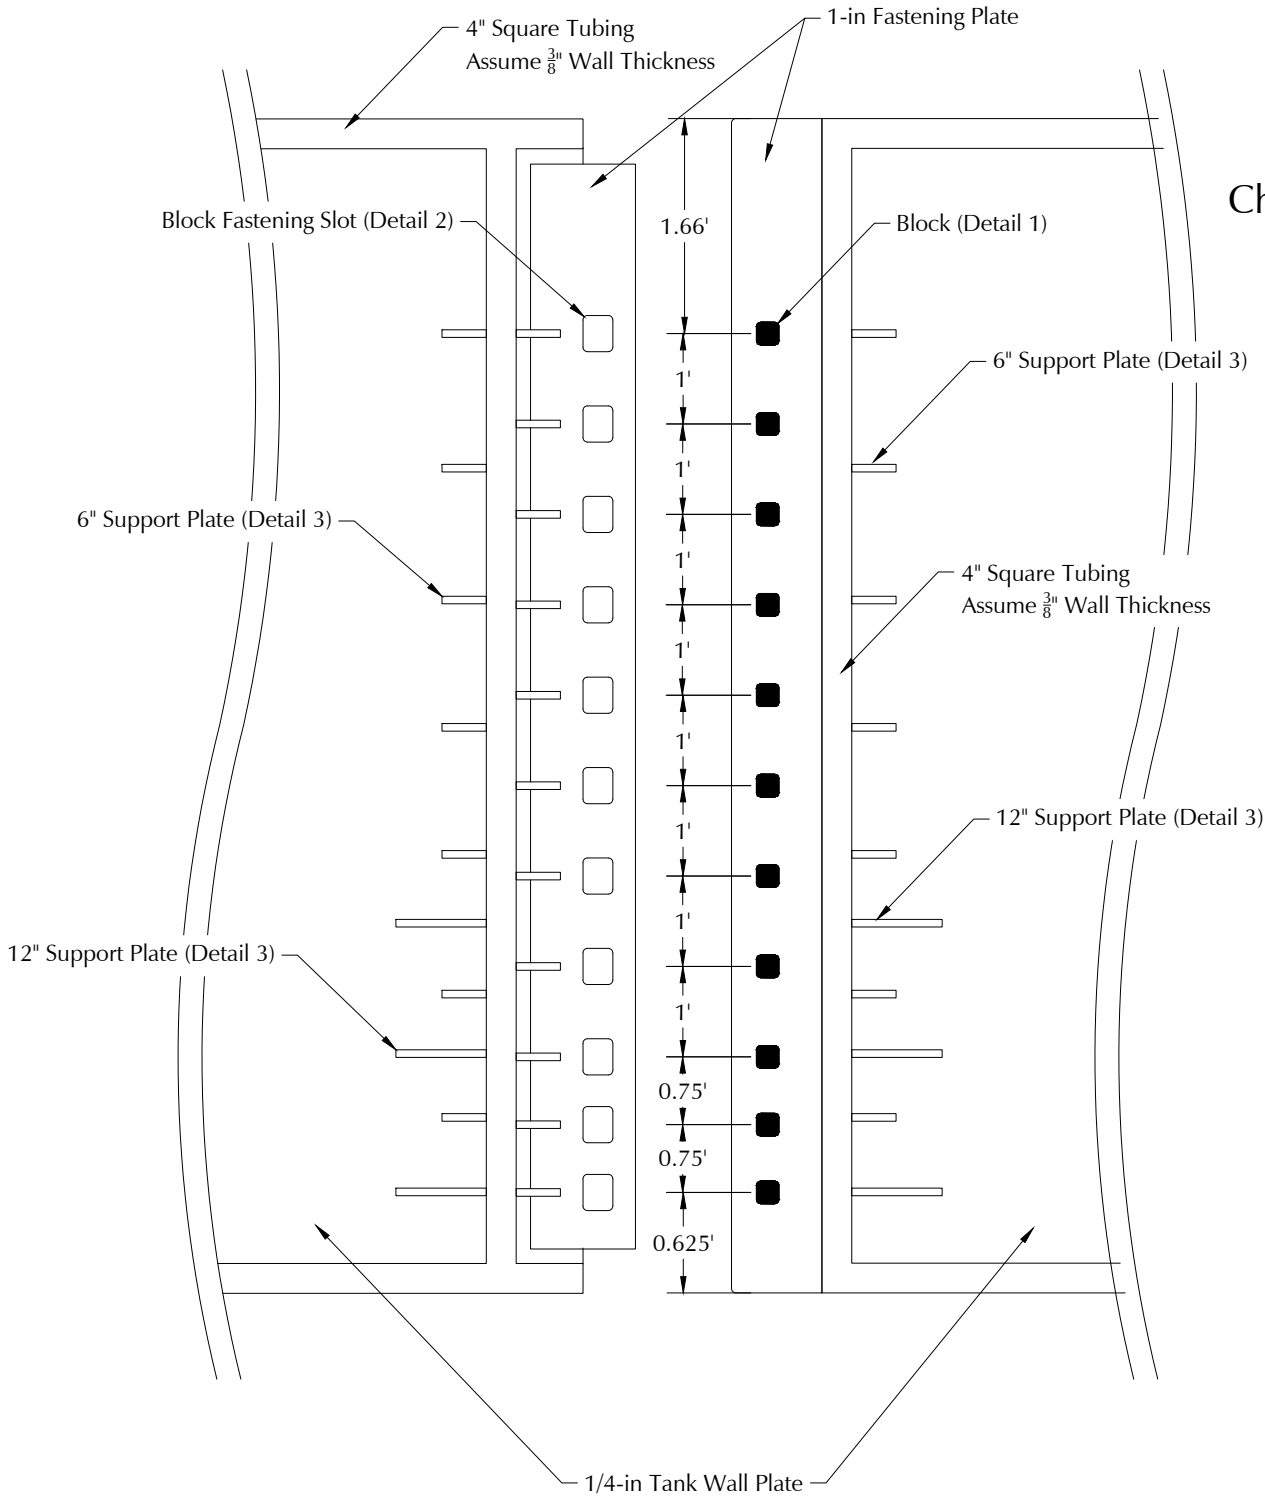 1-in Fastening Plate
4" Square Tubing
Assume 3/8" Wall Thickness
Ch
Block Fastening Slot (Detail 2)
1.66'
Block (Detail 1)
6" Support Plate (Detail 3)
1'
1'
6" Support Plate (Detail 3)
1'
4" Square Tubing
Assume 3/8" Wall Thickness
1'
1'
12" Support Plate (Detail 3)
1'
1'
12" Support Plate (Detail 3)
1'
0.75'
0.75'
0.625'
1/4-in Tank Wall Plate